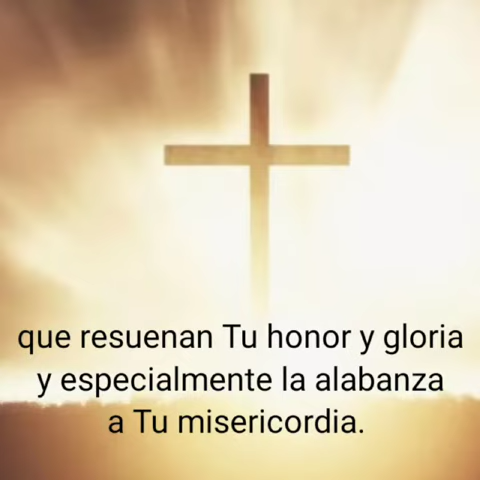 que resuenan Tu honor y gloria
y especialmente la alabanza
a Tu misericordia.